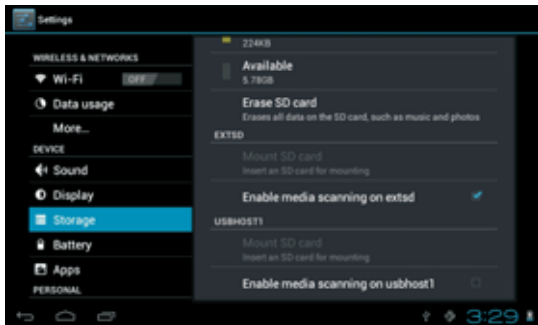 Settings
WIRELESS & NETWORKS
Wi-Fi
OFF
Data usage
More...
DEVICE
Sound
Display
Storage
Battery
Apps
PERSONAL
224KB
Available
5.78GB
Erase SD card
Erases all data on the SD card, such as music and photos
EXTSD
Mount SD card
Insert an SD card for mounting
Enable media scanning on extsd
USBHOST1
Mount SD card
Insert an SD card for mounting
Enable media scanning on usbhost1
3:29